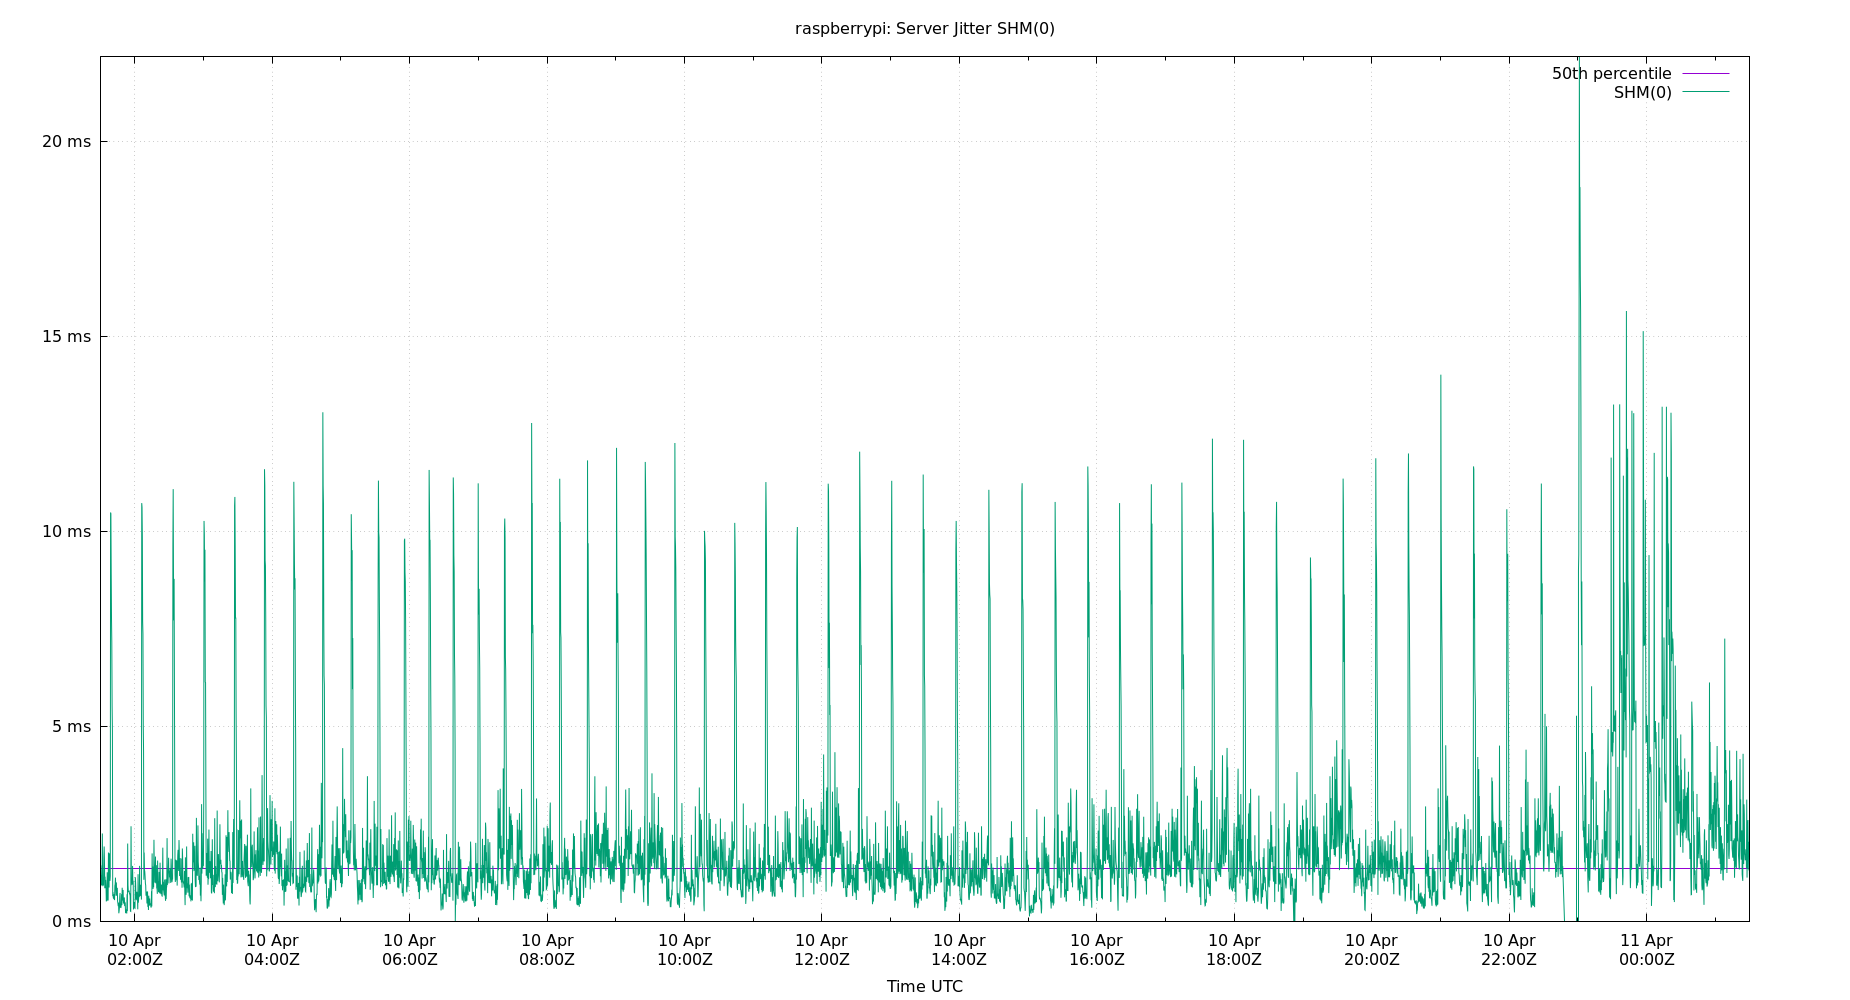 raspberrypi: Server Jitter SHM(0)
50th percentile
SHM(0)
20 ms
15 ms
10 ms
5 ms
0 ms
10 Apr 10 Apr 10 Apr 10 Apr 10 Apr 10 Apr 10 Apr 10 Apr 10 Apr 10 Apr 10 Apr 11 Apr
02:00Z 04:00Z 06:00Z 08:00Z 10:00Z 12:00Z 14:00Z 16:00Z 18:00Z 20:00Z 22:00Z 00:00Z
Time UTC